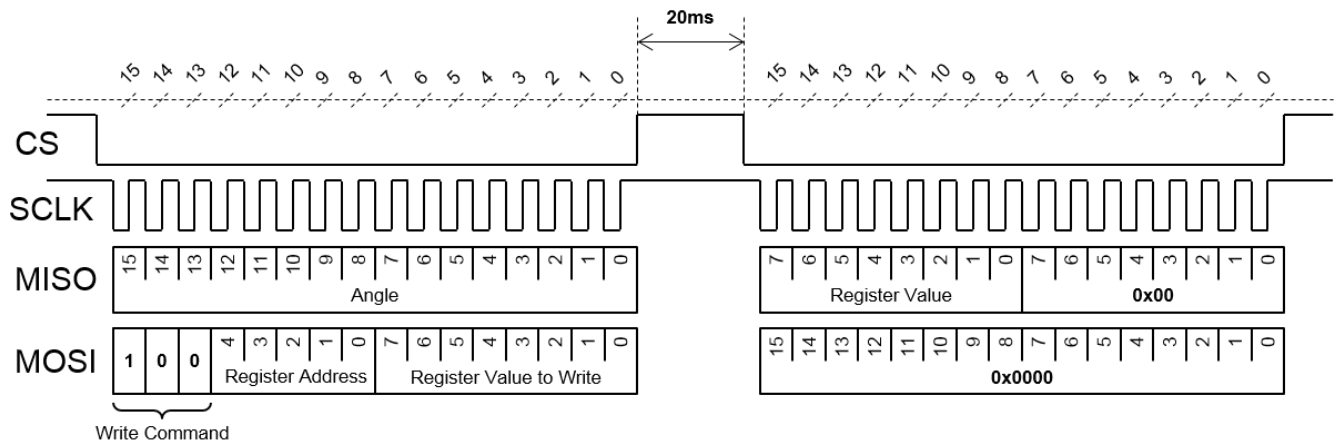 20ms
15 14 13 12 11 10 9 8 7 6 5 4 3 2 1 0 15 14 13 12 11 10 9 8 7 6 5 4 3 2 1 0
CS
SCLK
MISO 15 14 13 12 11 10 9 8 7 6 5 4 3 2 1 0 7 6 5 4 3 2 1 0 7 6 5 4 3 2 1 0
Angle Register Value 0x00
MOSI 1 0 0 4 3 2 1 0 7 6 5 4 3 2 1 0 15 14 13 12 11 10 9 8 7 6 5 4 3 2 1 0
Register Address Register Value to Write 0x0000
Write Command